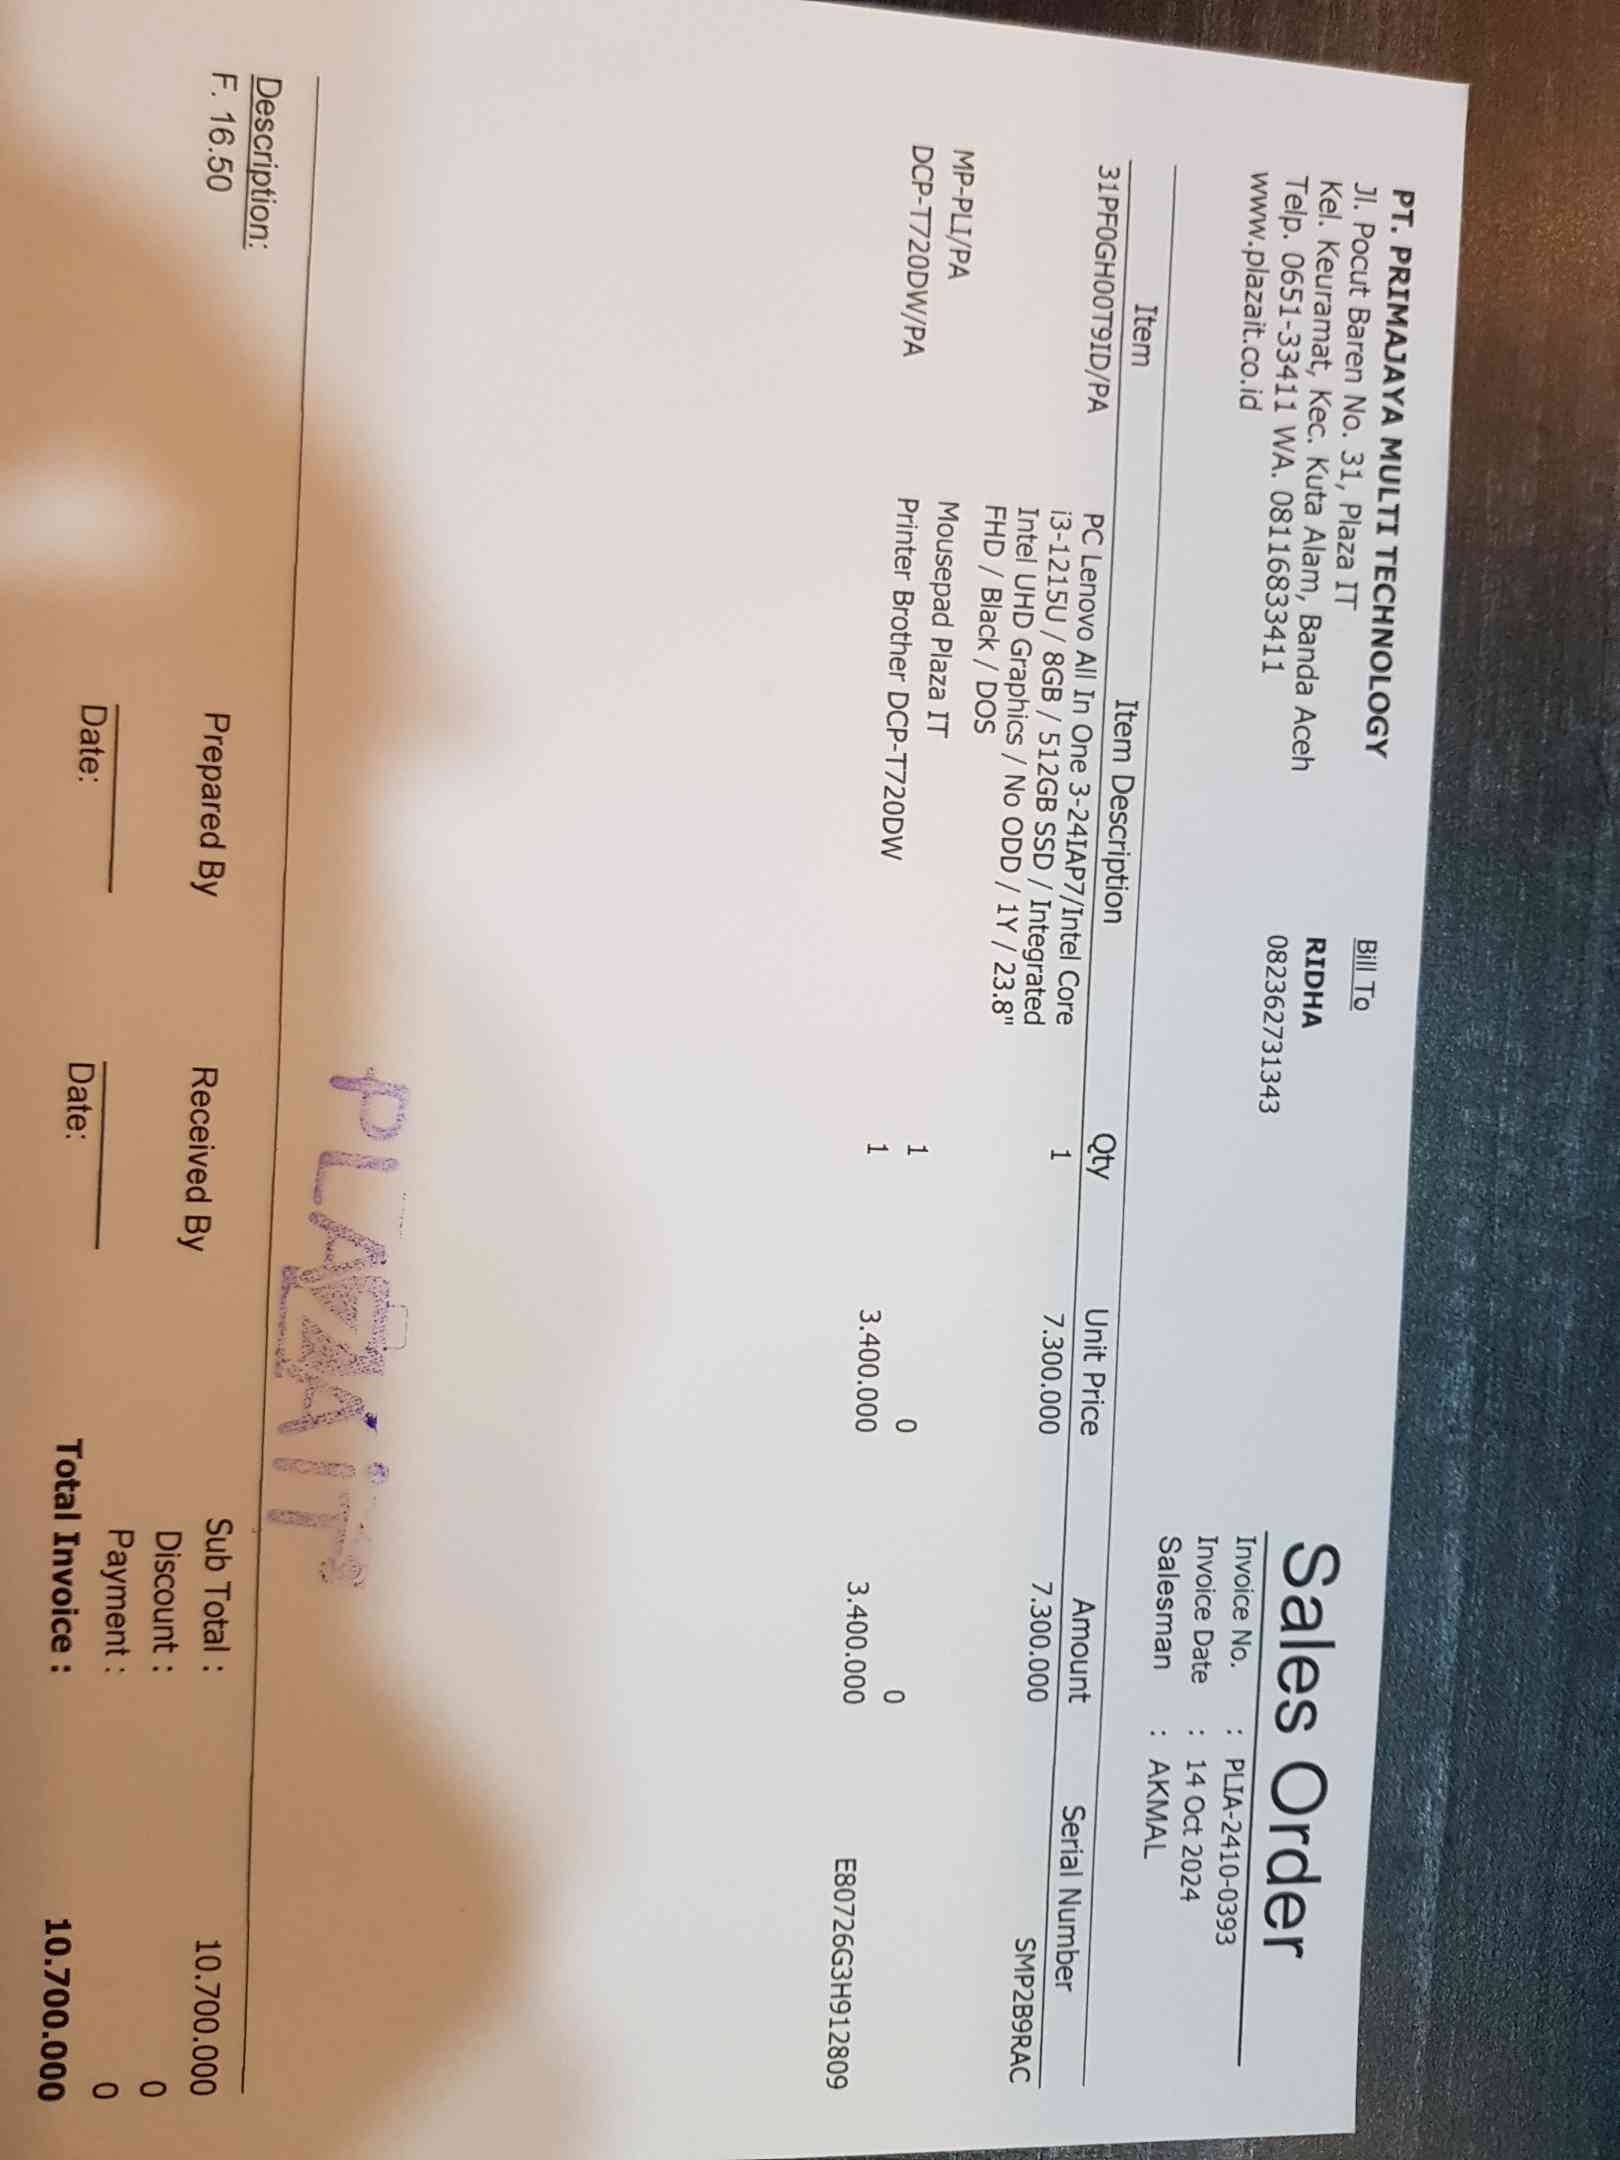 PT. PRIMAJAYA MULTI TECHNOLOGY
Jl. Pocut Baren No. 31, Plaza IT
Kel. Keuramat, Kec. Kuta Alam, Banda Aceh
Telp. 0651-33411 WA. 08116833411
www.plazait.co.id
Bill To
RIDHA
082362731343
Sales Order
Invoice No. : PLIA-2410-0393
Invoice Date : 14 Oct 2024
Salesman : AKMAL
Item Item Description Qty Unit Price Amount Serial Number
31PF0GH00T9ID/PA PC Lenovo All In One 3-24IAP7/Intel Core 1 7.300.000 7.300.000 SMP2B9RAC
i3-1215U / 8GB / 512GB SSD / Integrated
Intel UHD Graphics / No ODD / 1Y / 23.8"
FHD / Black / DOS
MP-PLI/PA Mousepad Plaza IT 1 0 0
DCP-T720DW/PA Printer Brother DCP-T720DW 1 3.400.000 3.400.000 E80726G3H912809
PLAZA IT
Description:
F. 16.50
Prepared By
Date:
Received By
Date:
Sub Total : 10.700.000
Discount : 0
Payment : 0
Total Invoice : 10.700.000